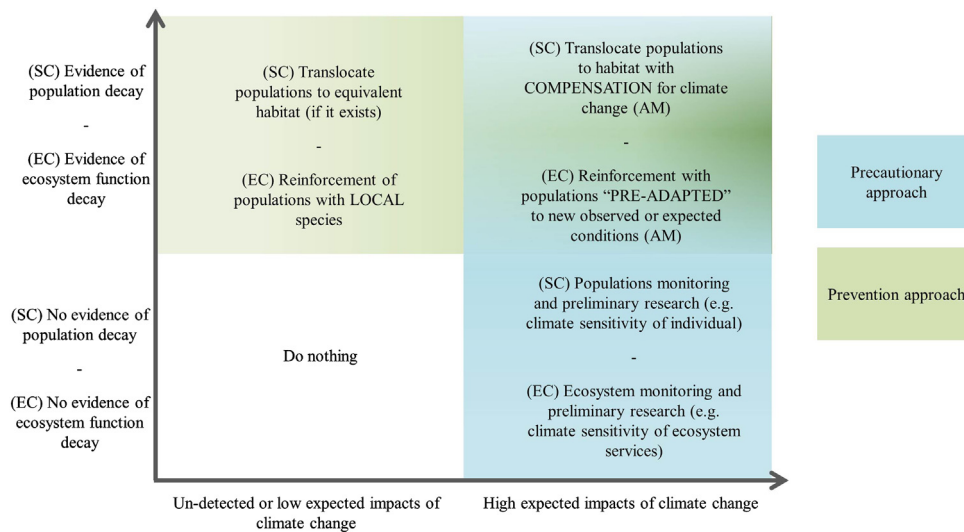 (SC) Evidence of
population decay
-
(EC) Evidence of
ecosystem function
decay
(SC) Translocate
populations to equivalent
habitat (if it exists)
-
(EC) Reinforcement of
populations with LOCAL
species
(SC) Translocate populations
to habitat with
COMPENSATION for climate
change (AM)
-
(EC) Reinforcement with
populations “PRE-ADAPTED”
to new observed or expected
conditions (AM)
Precautionary
approach
Prevention approach
(SC) No evidence of
population decay
-
(EC) No evidence of
ecosystem function
decay
Do nothing
(SC) Populations monitoring
and preliminary research (e.g.
climate sensitivity of individual)
-
(EC) Ecosystem monitoring and
preliminary research (e.g.
climate sensitivity of ecosystem
services)
Un-detected or low expected impacts of
climate change
High expected impacts of climate change